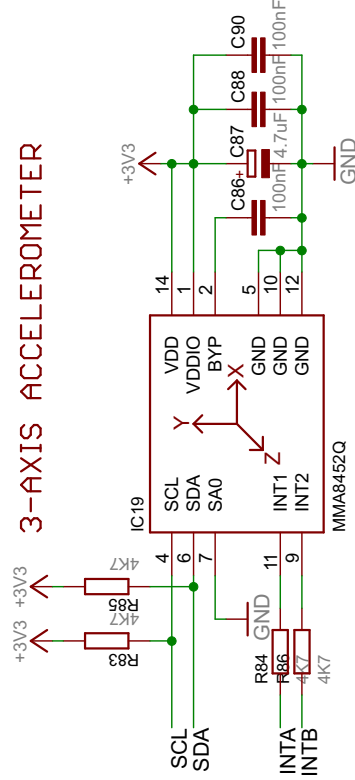 3-AXIS ACCELEROMETER
+3V3
+3V3
+3V3
R83
4K7
R85
4K7
SCL
SDA
IC19
4
6
7
11
9
SCL
SDA
SA0
INT1
INT2
Y
X
Z
VDD
VDDIO
BYP
GND
GND
GND
14
1
2
5
10
12
MMA8452Q
GND
INTA
INTB
R84
4K7
R86
4K7
C86
100nF
+
C87
4.7uF
C88
100nF
C90
100nF
GND